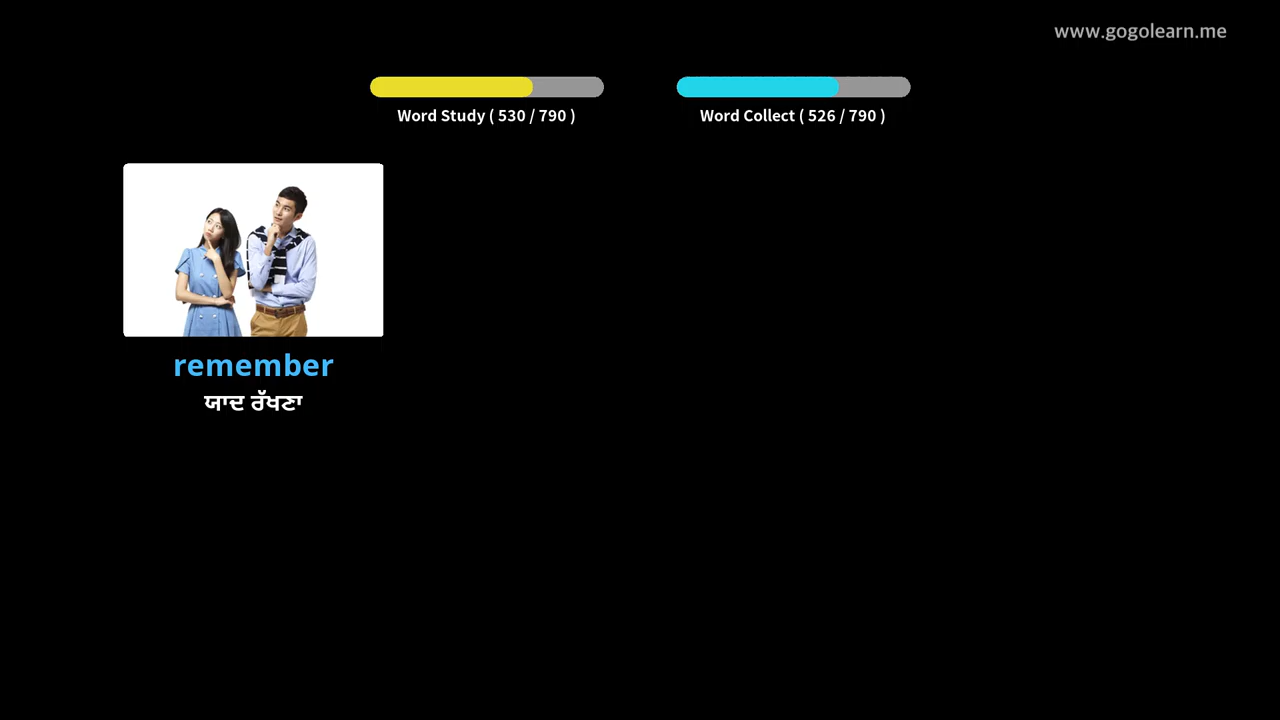 www.gogolearn.me
Word Study ( 530 / 790 )
Word Collect ( 526 / 790 )
remember
ਯਾਦ ਰੱਖਣਾ